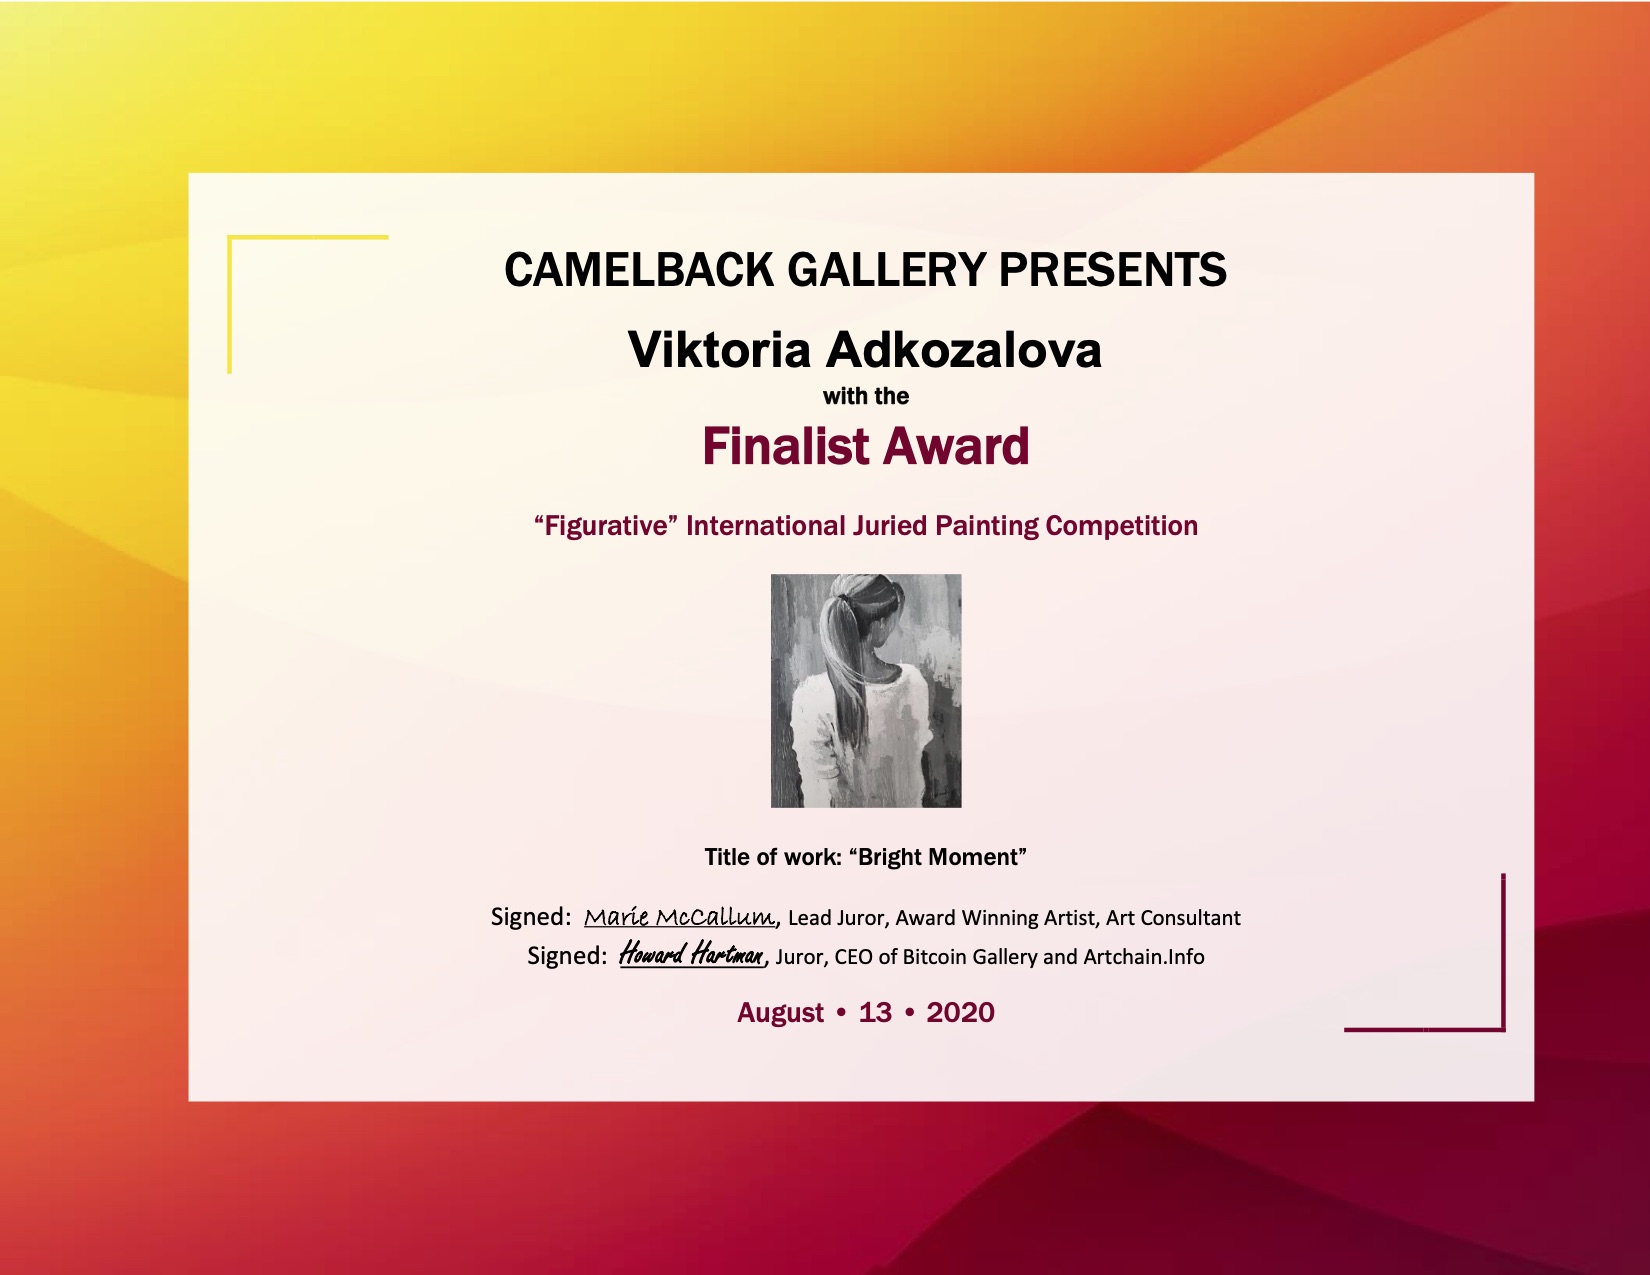 CAMELBACK GALLERY PRESENTS
Viktoria Adkozalova
with the
Finalist Award
“Figurative” International Juried Painting Competition
Title of work: “Bright Moment”
Signed: Marie McCallum, Lead Juror, Award Winning Artist, Art Consultant
Signed: Howard Hartman, Juror, CEO of Bitcoin Gallery and Artchain.Info
August • 13 • 2020